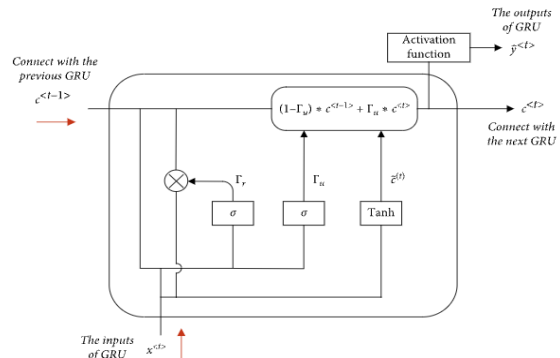 The outputs
of GRU
Activation
function
ỹ<t>
Connect with the
previous GRU
c<t−1>
(1−Γu) * c<t−1> + Γu * c<t>
c<t>
Connect with
the next GRU
Γr
Γu
c̃(t)
σ
σ
Tanh
The inputs
of GRU
x<t>